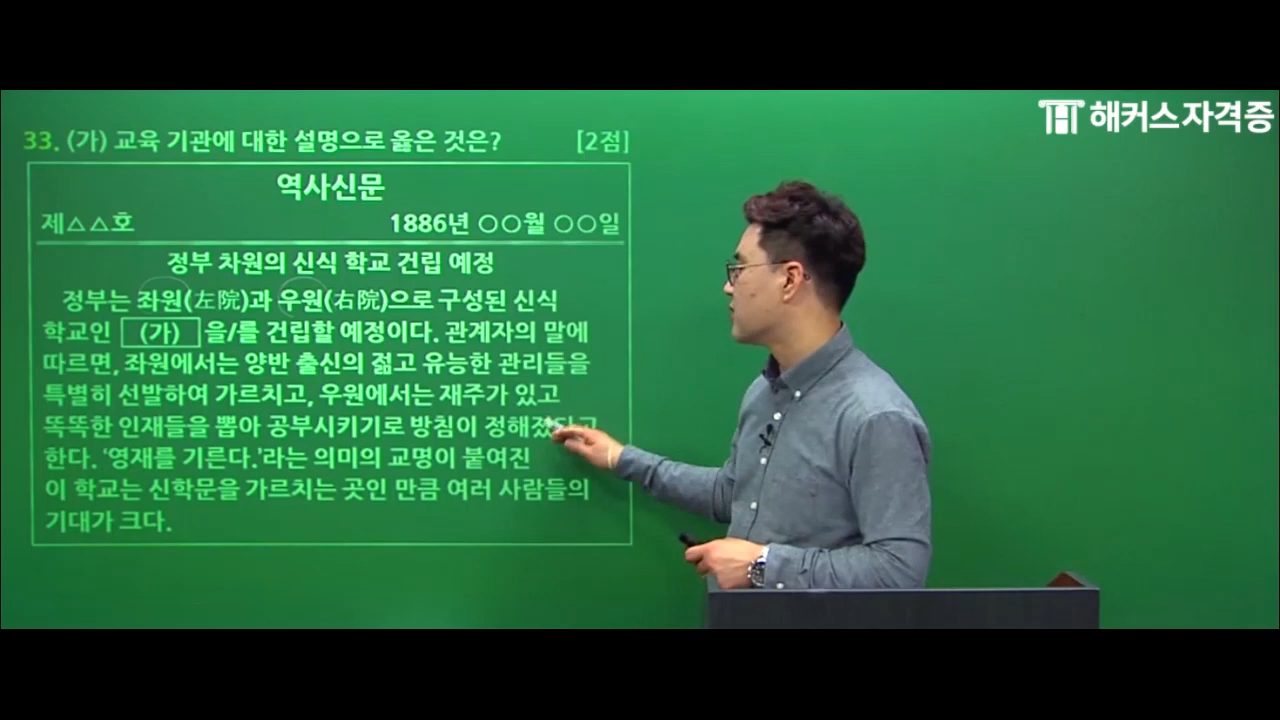 해커스자격증
33. (가) 교육 기관에 대한 설명으로 옳은 것은? [2점]
역사신문
제△△호 1886년 ○○월 ○○일
정부 차원의 신식 학교 건립 예정
정부는 좌원(左院)과 우원(右院)으로 구성된 신식
학교인 (가) 을/를 건립할 예정이다. 관계자의 말에
따르면, 좌원에서는 양반 출신의 젊고 유능한 관리들을
특별히 선발하여 가르치고, 우원에서는 재주가 있고
똑똑한 인재들을 뽑아 공부시키기로 방침이 정해졌다고
한다. ‘영재를 기른다.’라는 의미의 교명이 붙여진
이 학교는 신학문을 가르치는 곳인 만큼 여러 사람들의
기대가 크다.